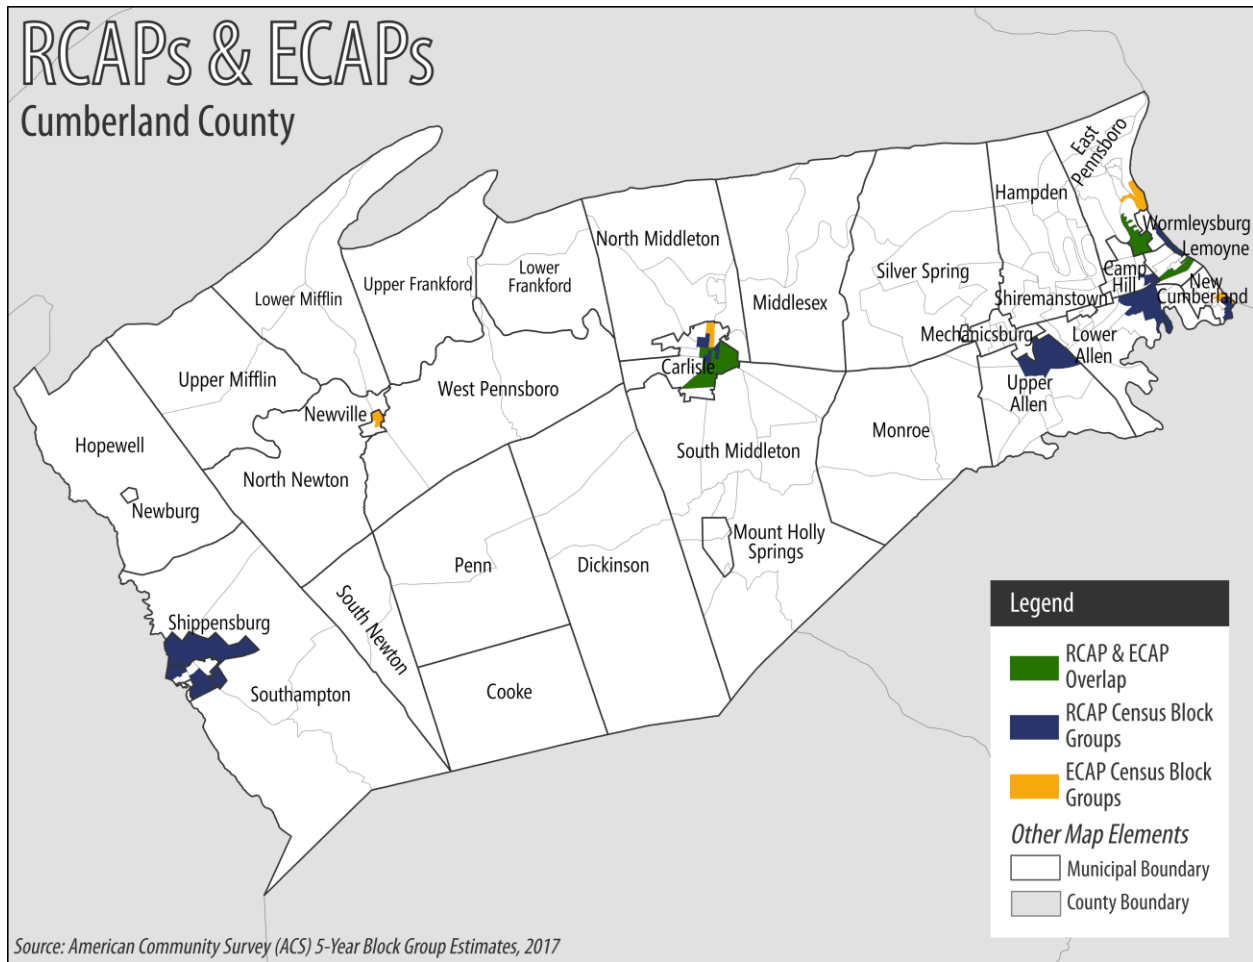 RCAPs & ECAPs
Cumberland County
East
Pennsboro
Hampden
Wormleysburg
North Middleton
Lemoyne
Lower
Frankford
Camp
Hill
Silver Spring
Upper Frankford
New
Cumberland
Lower Mifflin
Middlesex
Shiremanstown
Mechanicsburg
Lower
Allen
Carlisle
Upper Mifflin
West Pennsboro
Upper
Allen
Newville
Monroe
Hopewell
South Middleton
North Newton
Newburg
Mount Holly
Springs
Penn
Dickinson
South Newton
Shippensburg
Southampton
Cooke
Legend
RCAP & ECAP
Overlap
RCAP Census Block
Groups
ECAP Census Block
Groups
Other Map Elements
Municipal Boundary
County Boundary
Source: American Community Survey (ACS) 5-Year Block Group Estimates, 2017